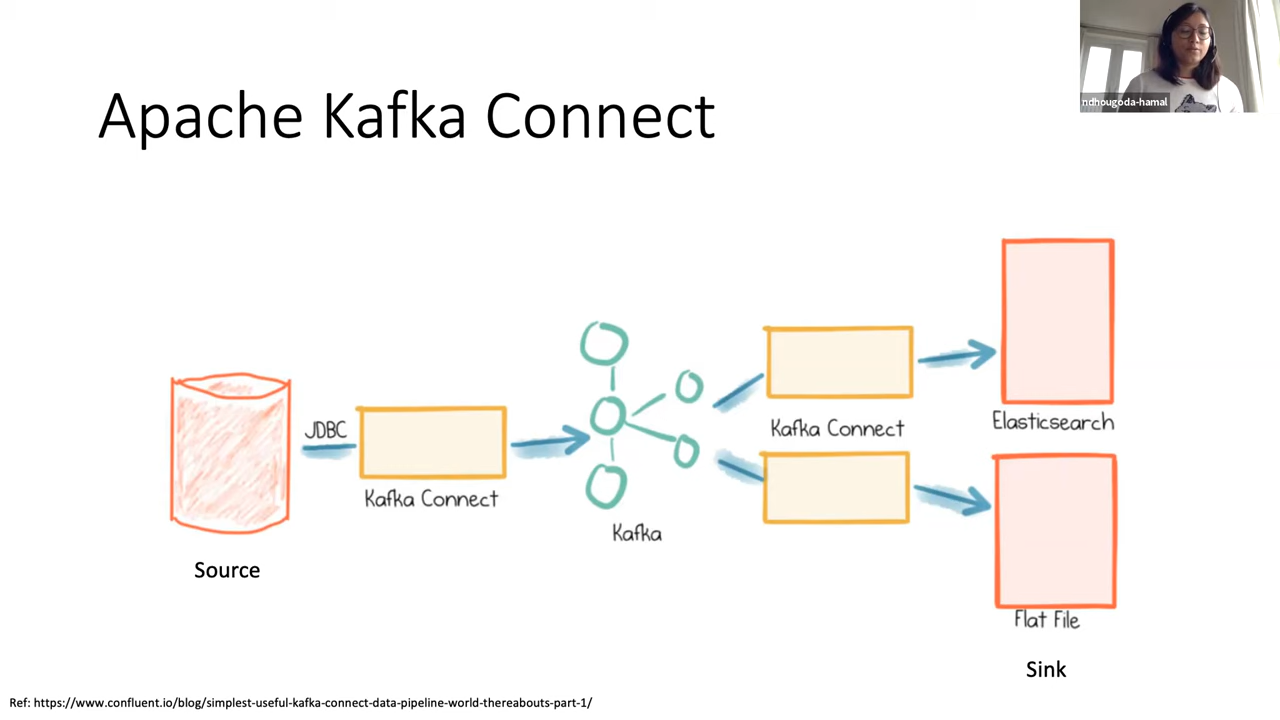 Apache Kafka Connect
ndhougoda-hamal
JDBC
Kafka Connect
Source
Kafka
Kafka Connect
Elasticsearch
Flat File
Sink
Ref: https://www.confluent.io/blog/simplest-useful-kafka-connect-data-pipeline-world-thereabouts-part-1/